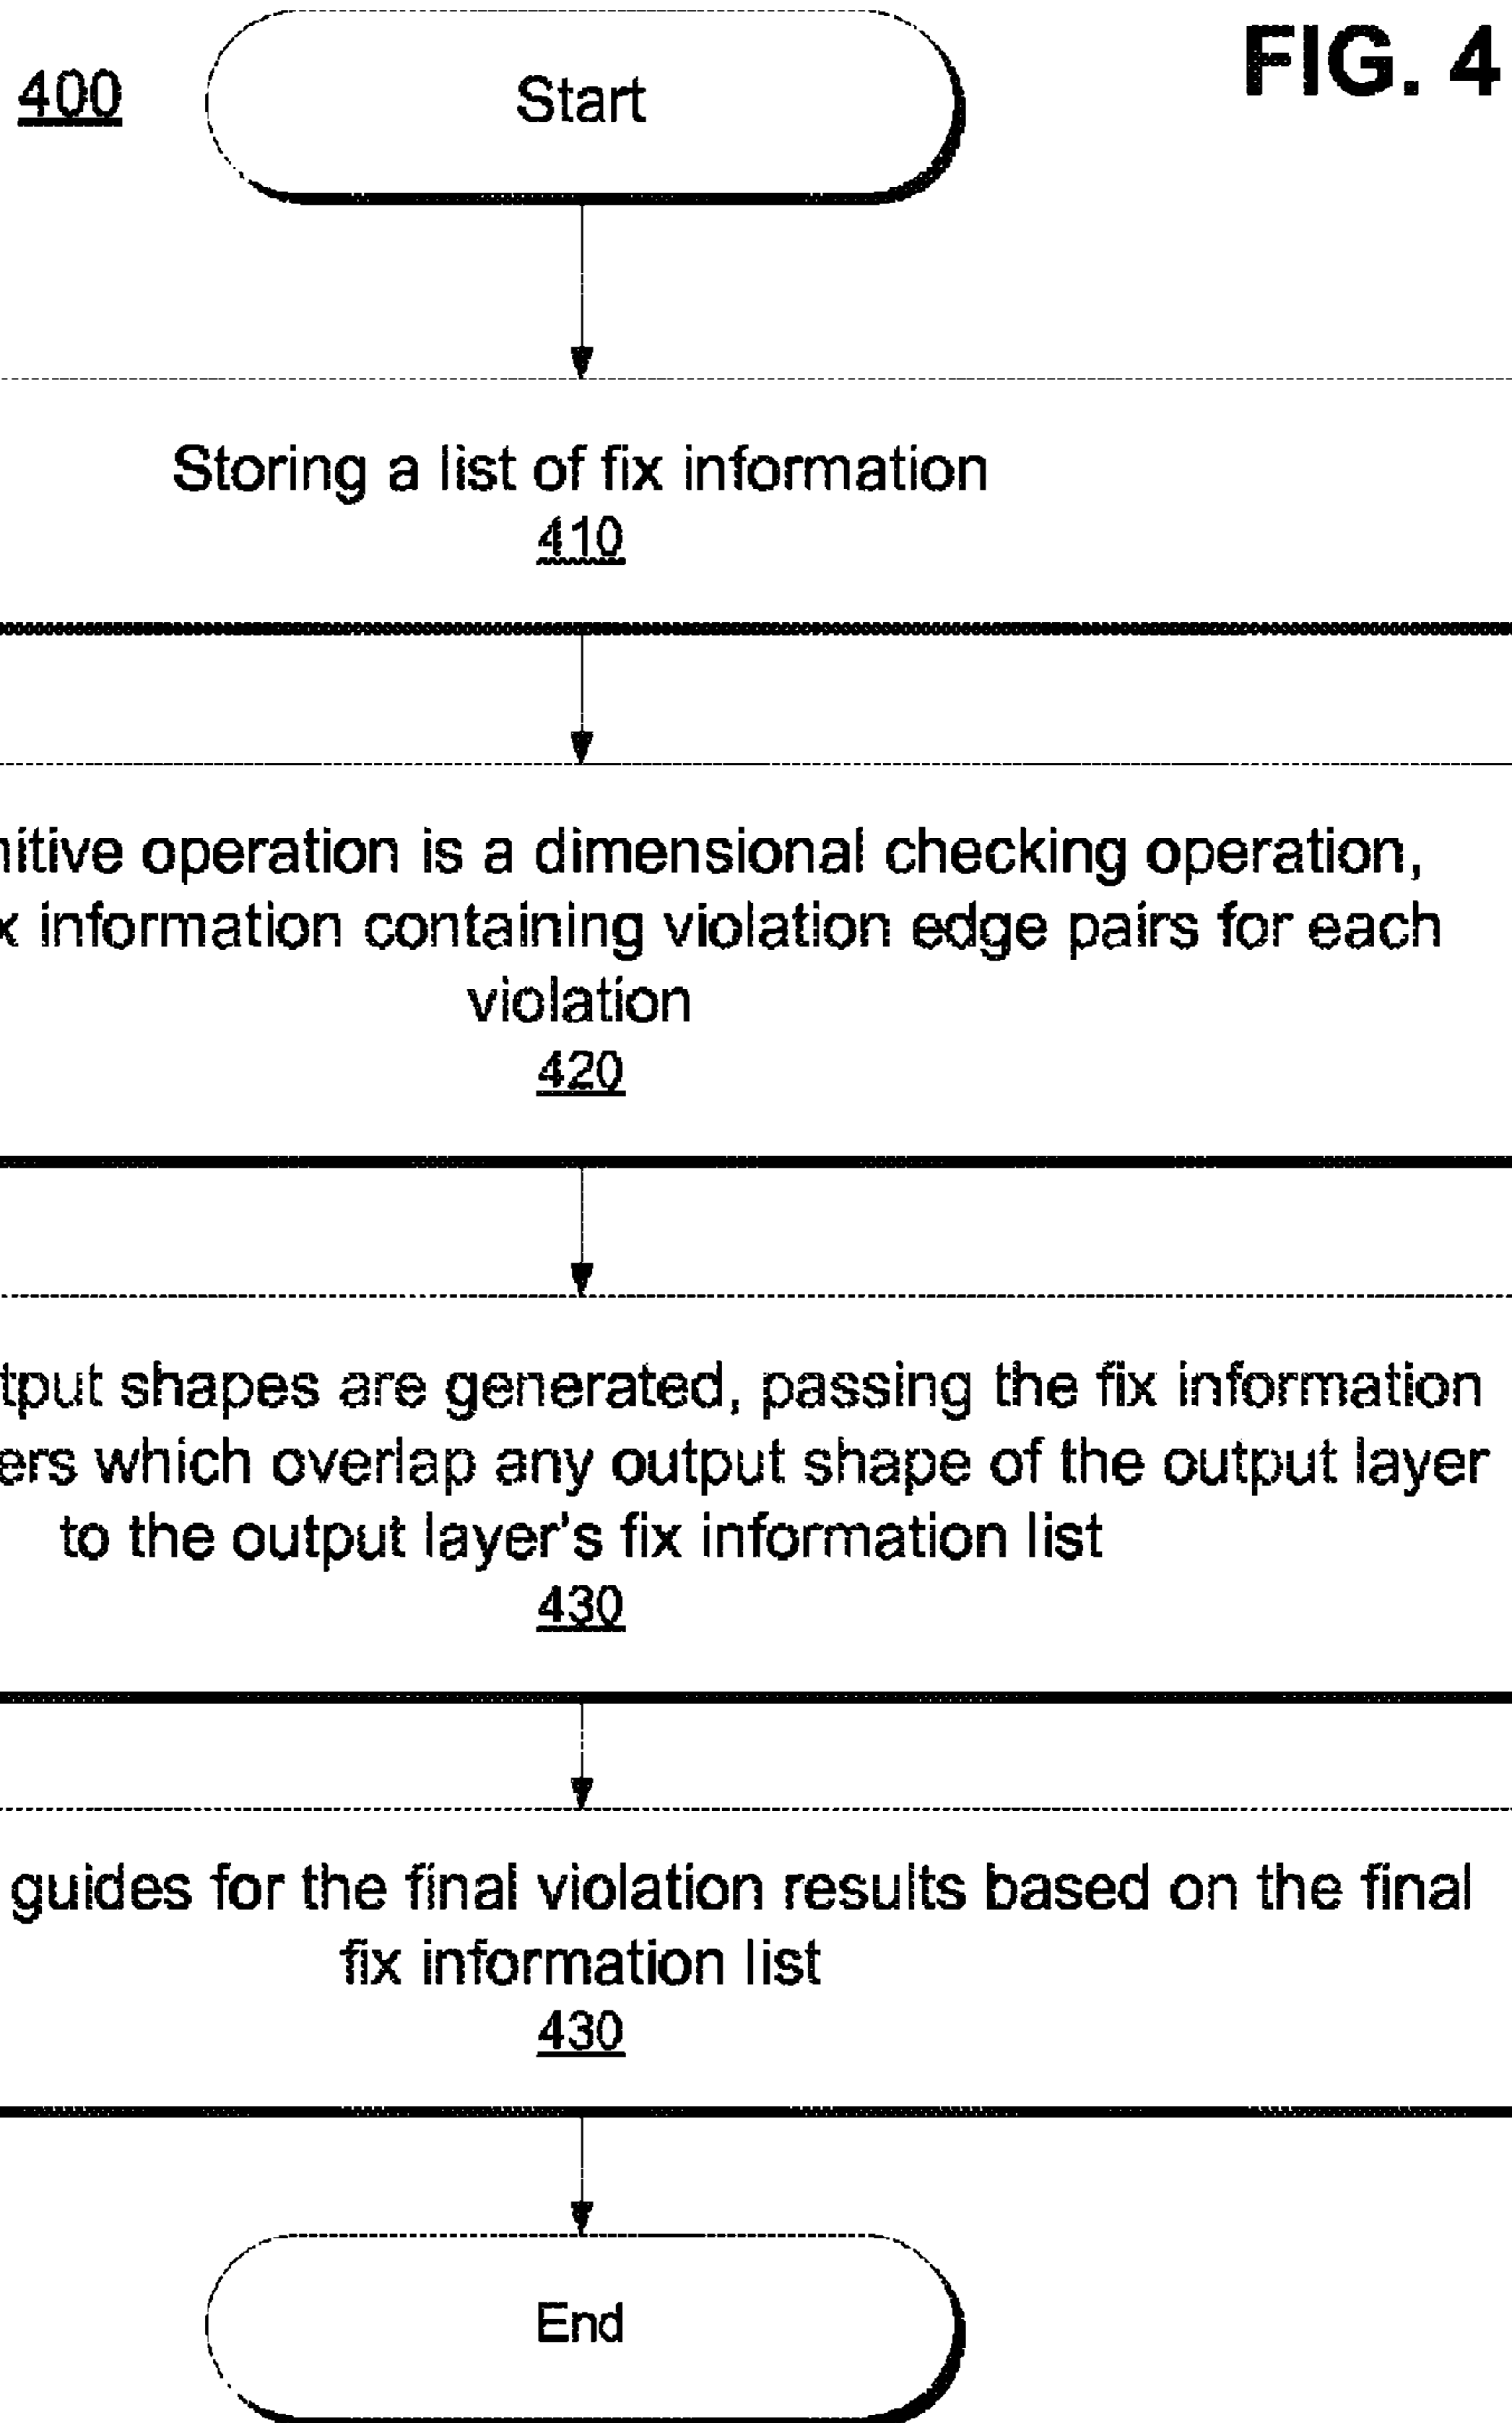 400
FIG. 4
Start
Storing a list of fix information
410
operation is a dimensional checking operation,
information containing violation edge pairs for each
violation
420
shapes are generated, passing the fix information
which overlap any output shape of the output layer
to the output layer's fix information list
430
guides for the final violation results based on the final
fix information list
430
End